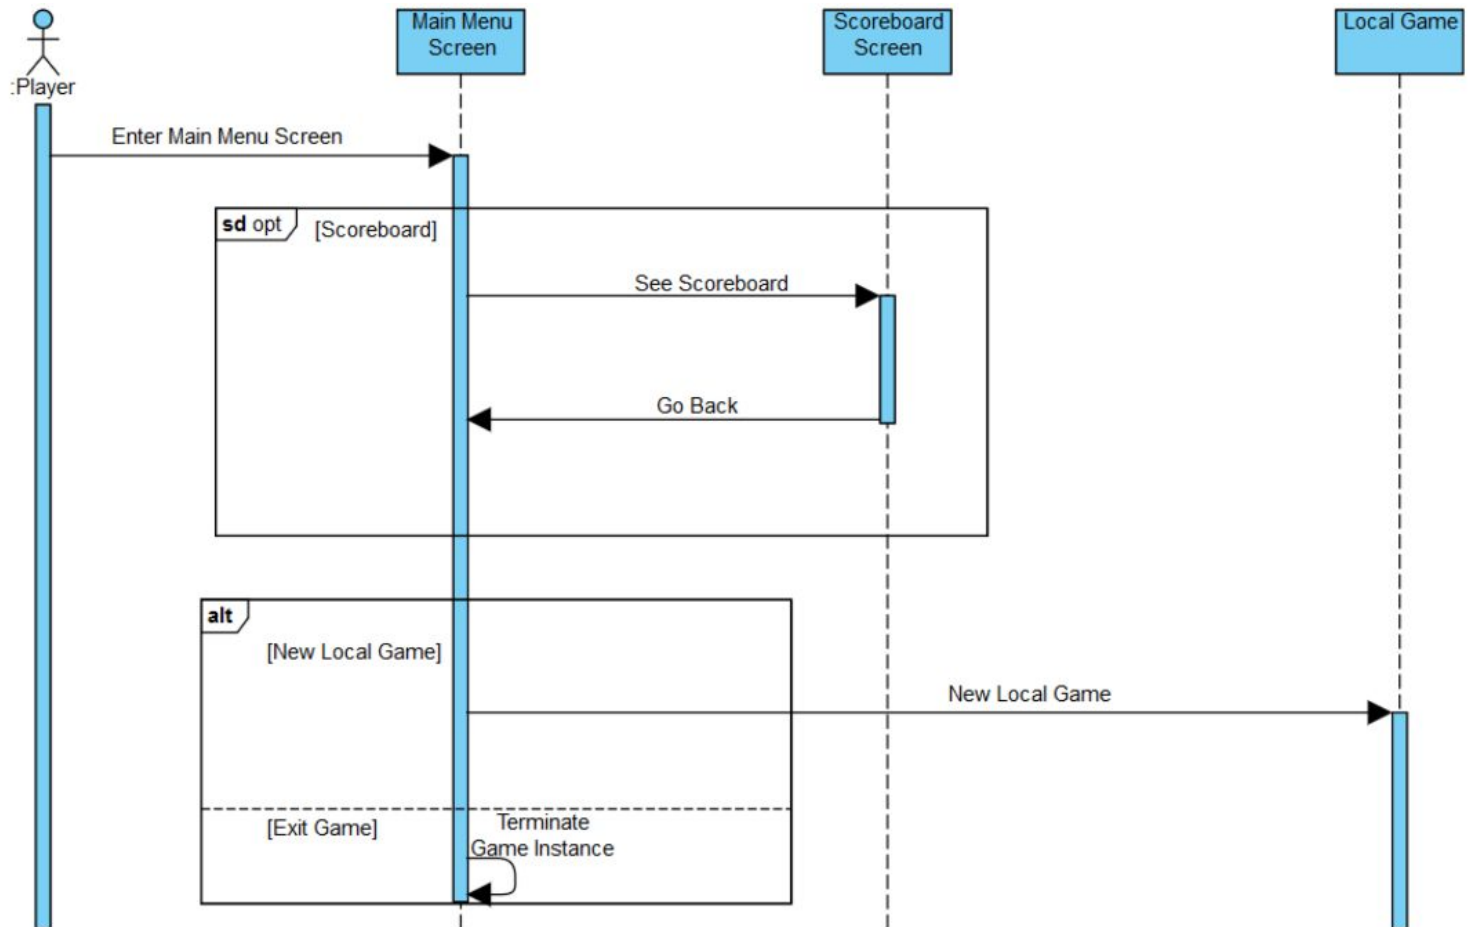 :Player
Main Menu
Screen
Scoreboard
Screen
Local Game
Enter Main Menu Screen
sd opt
[Scoreboard]
See Scoreboard
Go Back
alt
[New Local Game]
New Local Game
[Exit Game]
Terminate
Game Instance